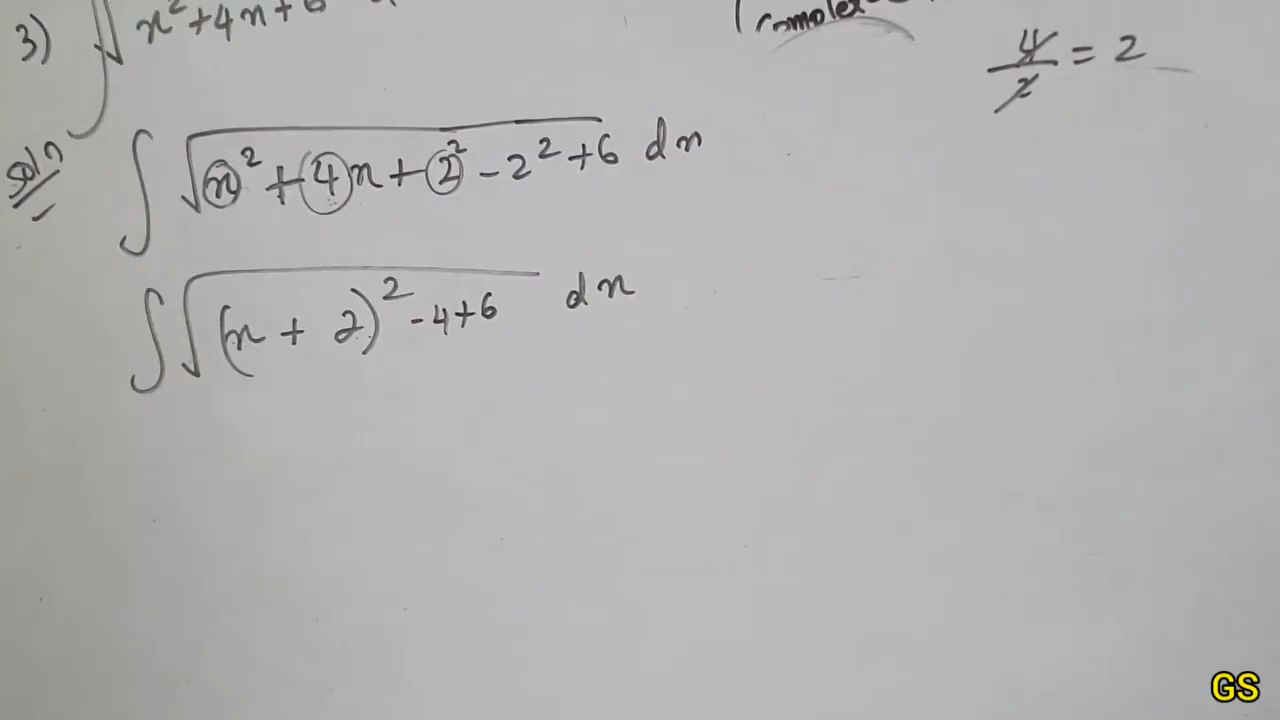 3) ∫√x²+4x+6
(comple
4/2 = 2
Soln
∫√x²+4x+2²-2²+6 dx
∫√(x+2)²-4+6 dx
GS